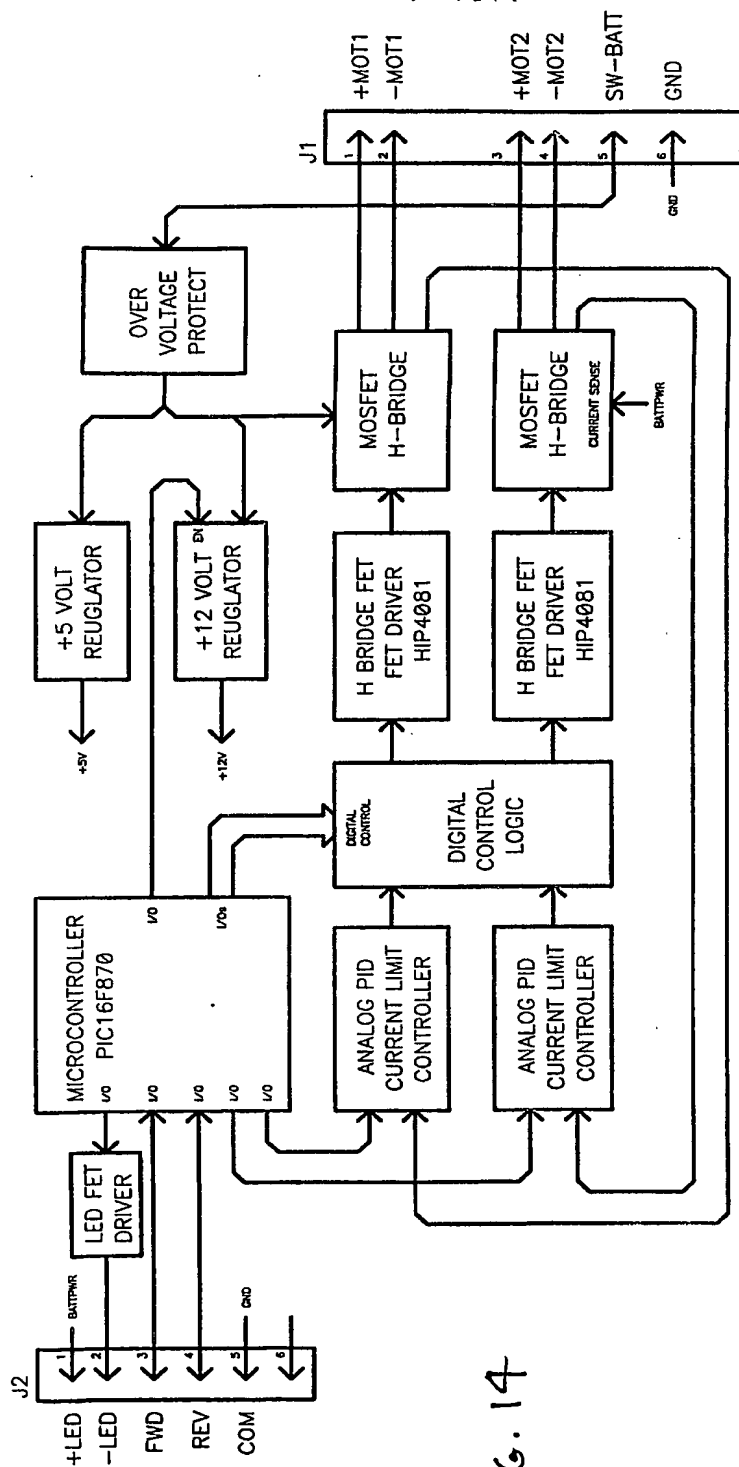 J2
+LED
-LED
FWD
REV
COM
1
2
3
4
5
6
BATTPWR
GND
LED FET
DRIVER
MICROCONTROLLER
PIC16F870
I/O
I/O
I/O
I/O
I/O
I/O
I/Os
+5V
+5 VOLT
REUGLATOR
+12V
+12 VOLT
REUGLATOR
EN
OVER
VOLTAGE
PROTECT
ANALOG PID
CURRENT LIMIT
CONTROLLER
ANALOG PID
CURRENT LIMIT
CONTROLLER
DIGITAL
CONTROL
DIGITAL
CONTROL
LOGIC
H BRIDGE FET
FET DRIVER
HIP4081
H BRIDGE FET
FET DRIVER
HIP4081
MOSFET
H-BRIDGE
MOSFET
H-BRIDGE
CURRENT SENSE
BATTPWR
J1
1
2
3
4
5
6
GND
+MOT1
-MOT1
+MOT2
-MOT2
SW-BATT
GND
G. 14